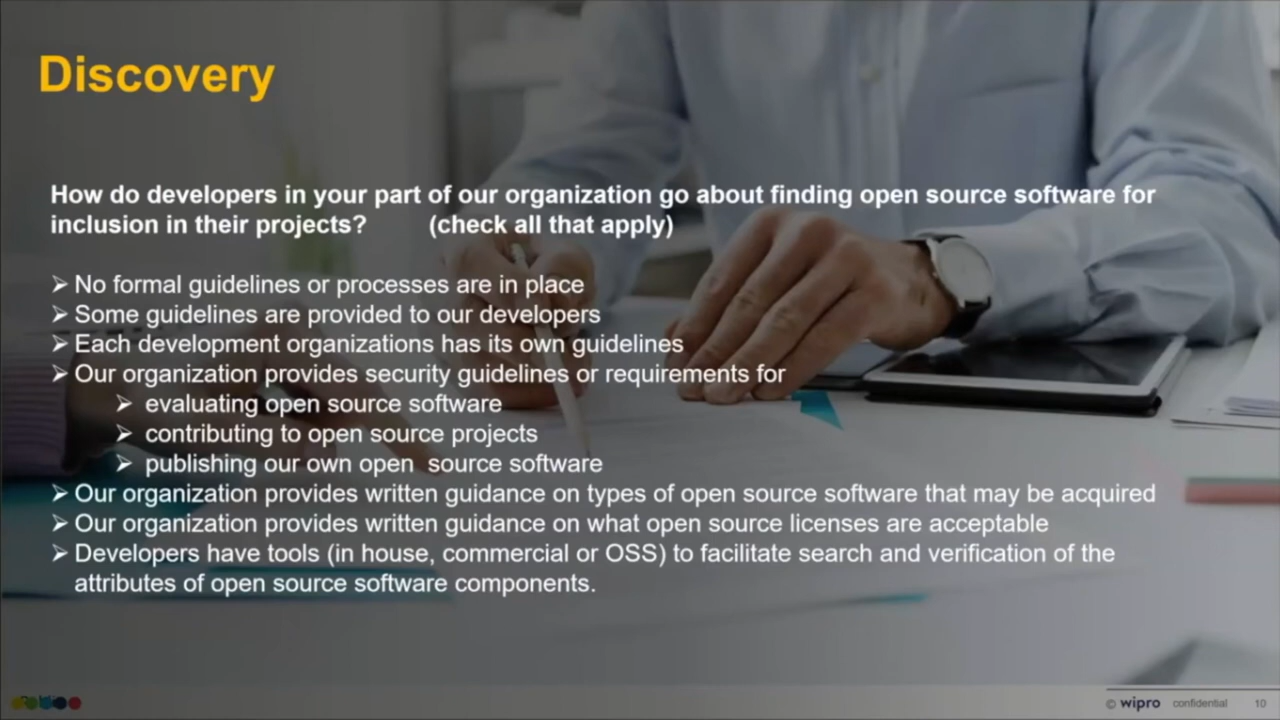 Discovery
How do developers in your part of our organization go about finding open source software for
inclusion in their projects? (check all that apply)
➢ No formal guidelines or processes are in place
➢ Some guidelines are provided to our developers
➢ Each development organizations has its own guidelines
➢ Our organization provides security guidelines or requirements for
➢ evaluating open source software
➢ contributing to open source projects
➢ publishing our own open source software
➢ Our organization provides written guidance on types of open source software that may be acquired
➢ Our organization provides written guidance on what open source licenses are acceptable
➢ Developers have tools (in house, commercial or OSS) to facilitate search and verification of the
attributes of open source software components.
© wipro confidential 10